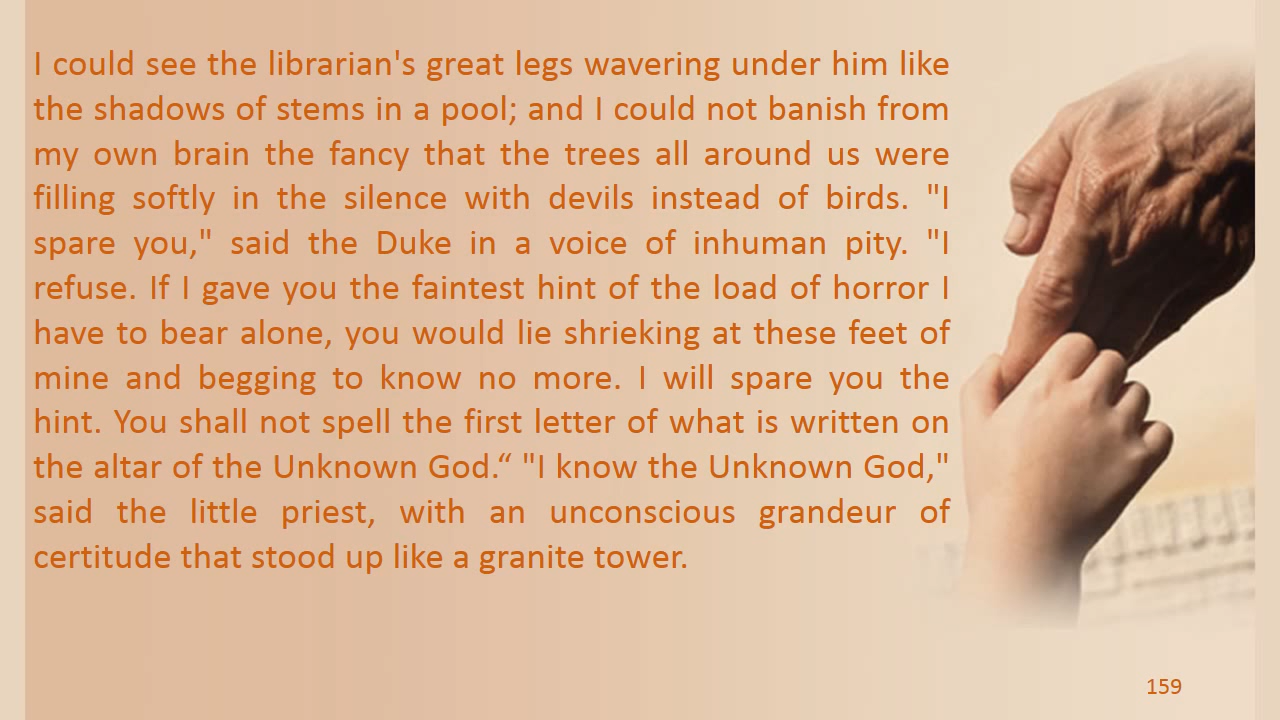 I could see the librarian's great legs wavering under him like
the shadows of stems in a pool; and I could not banish from
my own brain the fancy that the trees all around us were
filling softly in the silence with devils instead of birds. "I
spare you," said the Duke in a voice of inhuman pity. "I
refuse. If I gave you the faintest hint of the load of horror I
have to bear alone, you would lie shrieking at these feet of
mine and begging to know no more. I will spare you the
hint. You shall not spell the first letter of what is written on
the altar of the Unknown God.“ "I know the Unknown God,"
said the little priest, with an unconscious grandeur of
certitude that stood up like a granite tower.
159